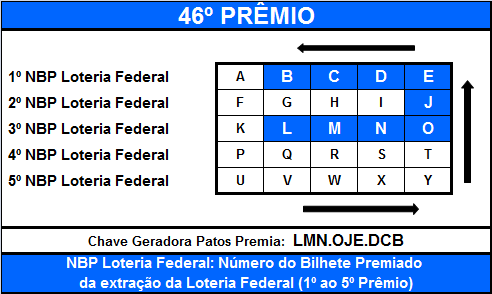 46º PRÊMIO
1º NBP Loteria Federal A B C D E
2º NBP Loteria Federal F G H I J
3º NBP Loteria Federal K L M N O
4º NBP Loteria Federal P Q R S T
5º NBP Loteria Federal U V W X Y
Chave Geradora Patos Premia: LMN.OJE.DCB
NBP Loteria Federal: Número do Bilhete Premiado
da extração da Loteria Federal (1º ao 5º Prêmio)